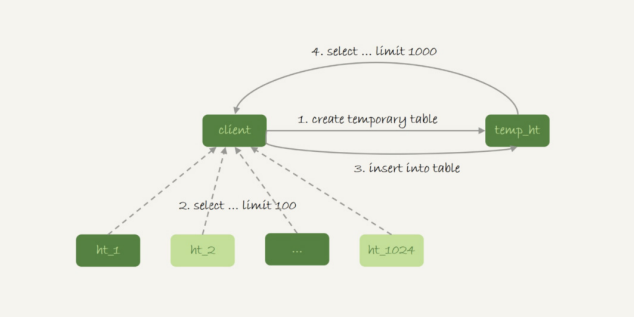 4. select ... limit 1000
client
1. create temporary table
temp_ht
3. insert into table
2. select ... limit 100
ht_1
ht_2
...
ht_1024